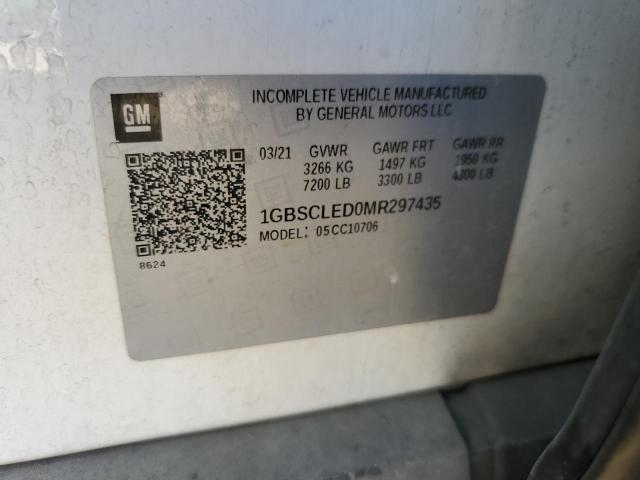 GM
INCOMPLETE VEHICLE MANUFACTURED
BY GENERAL MOTORS LLC
03/21 GVWR GAWR FRT GAWR RR
3266 KG 1497 KG 1950 KG
7200 LB 3300 LB 4300 LB
1GBSCLED0MR297435
MODEL: 05CC10706
8624